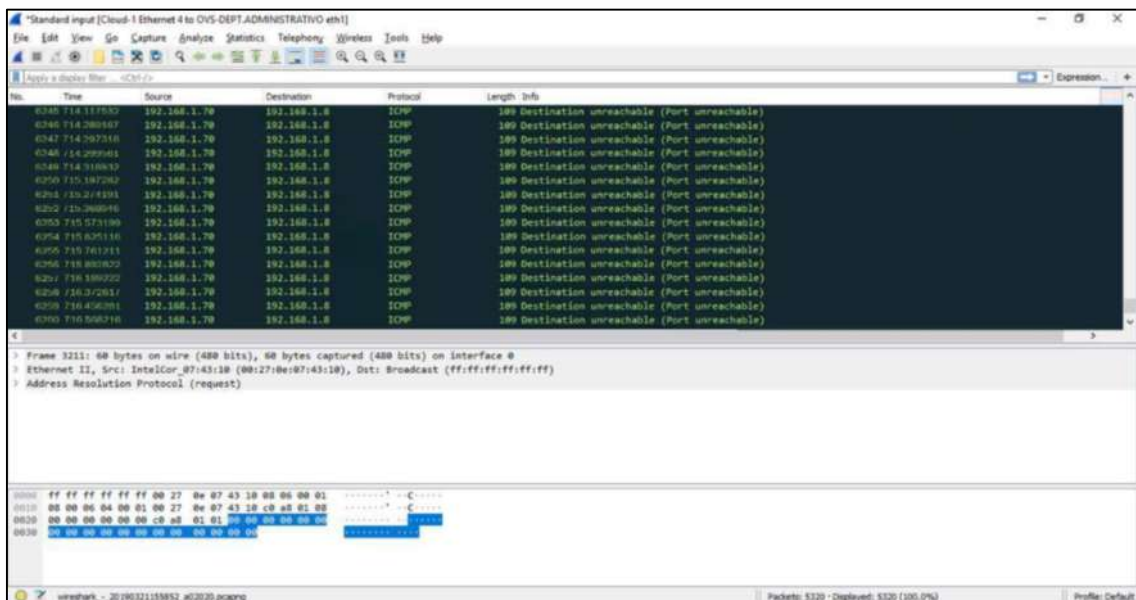 *Standard input [Cloud-1 Ethernet 4 to OVS-DEPT.ADMINISTRATIVO eth1]
File Edit View Go Capture Analyze Statistics Telephony Wireless Tools Help
Apply a display filter ... <Ctrl-/> Expression... +
No. Time Source Destination Protocol Length Info
192.168.1.70 192.168.1.8 ICMP 109 Destination unreachable (Port unreachable)
192.168.1.70 192.168.1.8 ICMP 109 Destination unreachable (Port unreachable)
6247 714.297316 192.168.1.70 192.168.1.8 ICMP 109 Destination unreachable (Port unreachable)
192.168.1.70 192.168.1.8 ICMP 109 Destination unreachable (Port unreachable)
192.168.1.70 192.168.1.8 ICMP 109 Destination unreachable (Port unreachable)
192.168.1.70 192.168.1.8 ICMP 109 Destination unreachable (Port unreachable)
192.168.1.70 192.168.1.8 ICMP 109 Destination unreachable (Port unreachable)
192.168.1.70 192.168.1.8 ICMP 109 Destination unreachable (Port unreachable)
192.168.1.70 192.168.1.8 ICMP 109 Destination unreachable (Port unreachable)
192.168.1.70 192.168.1.8 ICMP 109 Destination unreachable (Port unreachable)
192.168.1.70 192.168.1.8 ICMP 109 Destination unreachable (Port unreachable)
192.168.1.70 192.168.1.8 ICMP 109 Destination unreachable (Port unreachable)
192.168.1.70 192.168.1.8 ICMP 109 Destination unreachable (Port unreachable)
192.168.1.70 192.168.1.8 ICMP 109 Destination unreachable (Port unreachable)
192.168.1.70 192.168.1.8 ICMP 109 Destination unreachable (Port unreachable)
192.168.1.70 192.168.1.8 ICMP 109 Destination unreachable (Port unreachable)
> Frame 3211: 60 bytes on wire (480 bits), 60 bytes captured (480 bits) on interface 0
> Ethernet II, Src: IntelCor_07:43:10 (00:27:0e:07:43:10), Dst: Broadcast (ff:ff:ff:ff:ff:ff)
> Address Resolution Protocol (request)
0000 ff ff ff ff ff ff 00 27 0e 07 43 10 08 06 00 01 ·······' ··C·····
0010 08 00 06 04 00 01 00 27 0e 07 43 10 c0 a8 01 08 ·······' ··C·····
0020 00 00 00 00 00 00 c0 a8 01 01 00 00 00 00 00 00 ········ ········
0030 00 00 00 00 00 00 00 00 00 00 00 00 ········ ····
wireshark - 20190321155852_a02020.pcapng Packets: 5320 · Displayed: 5320 (100.0%) Profile: Default